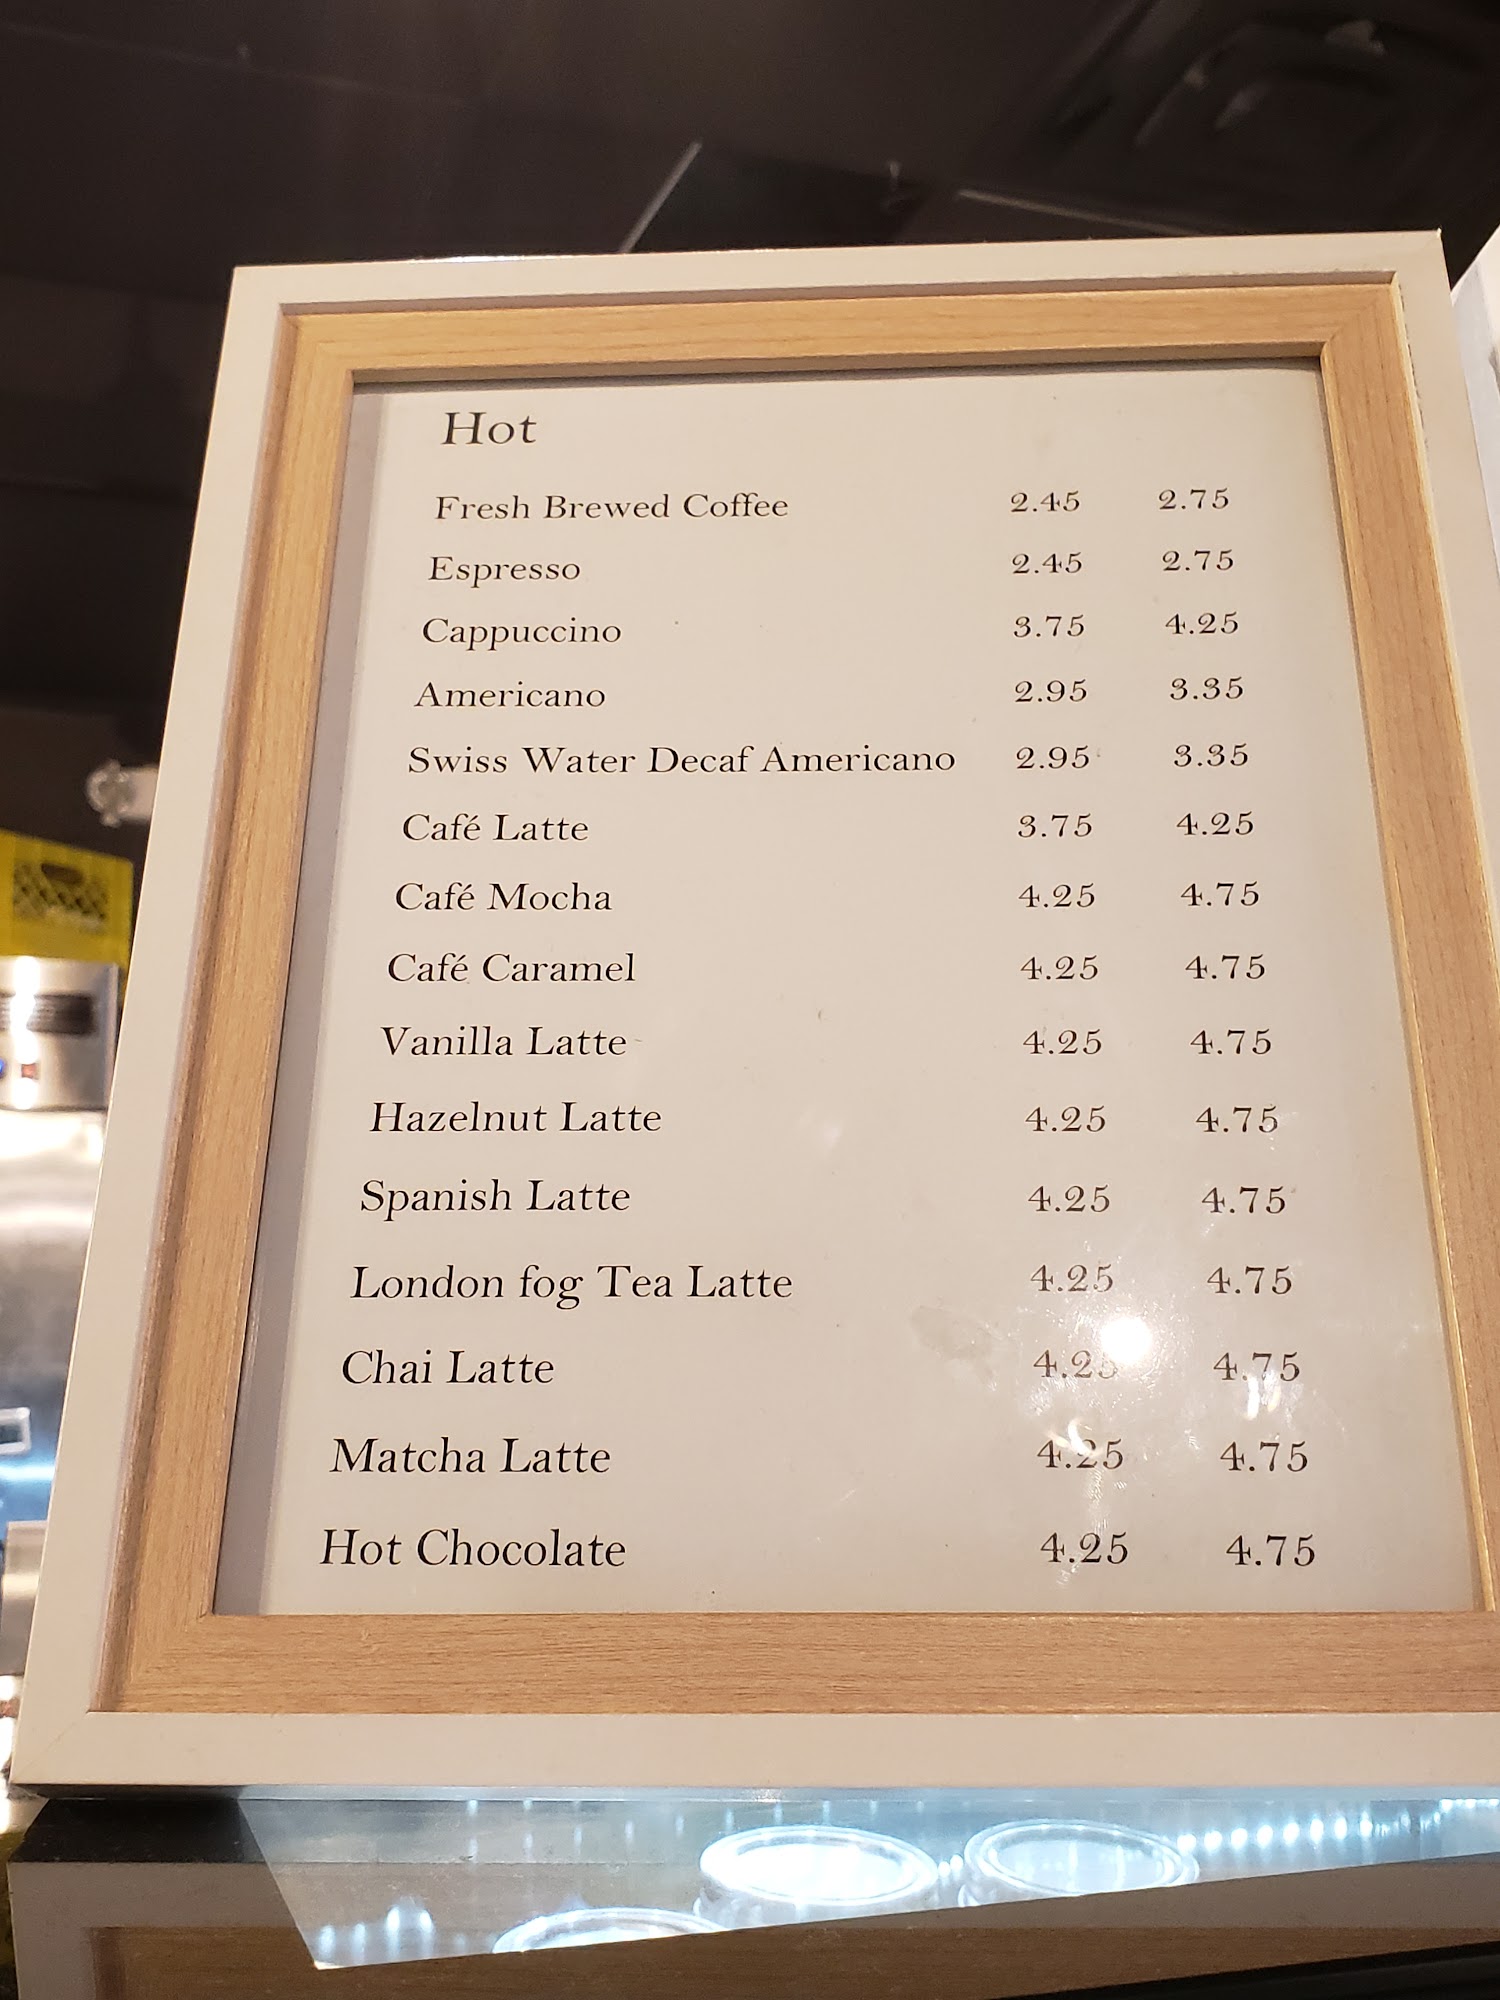 Hot
Fresh Brewed Coffee 2.45 2.75
Espresso 2.45 2.75
Cappuccino 3.75 4.25
Americano 2.95 3.35
Swiss Water Decaf Americano 2.95 3.35
Café Latte 3.75 4.25
Café Mocha 4.25 4.75
Café Caramel 4.25 4.75
Vanilla Latte 4.25 4.75
Hazelnut Latte 4.25 4.75
Spanish Latte 4.25 4.75
London fog Tea Latte 4.25 4.75
Chai Latte 4.25 4.75
Matcha Latte 4.25 4.75
Hot Chocolate 4.25 4.75